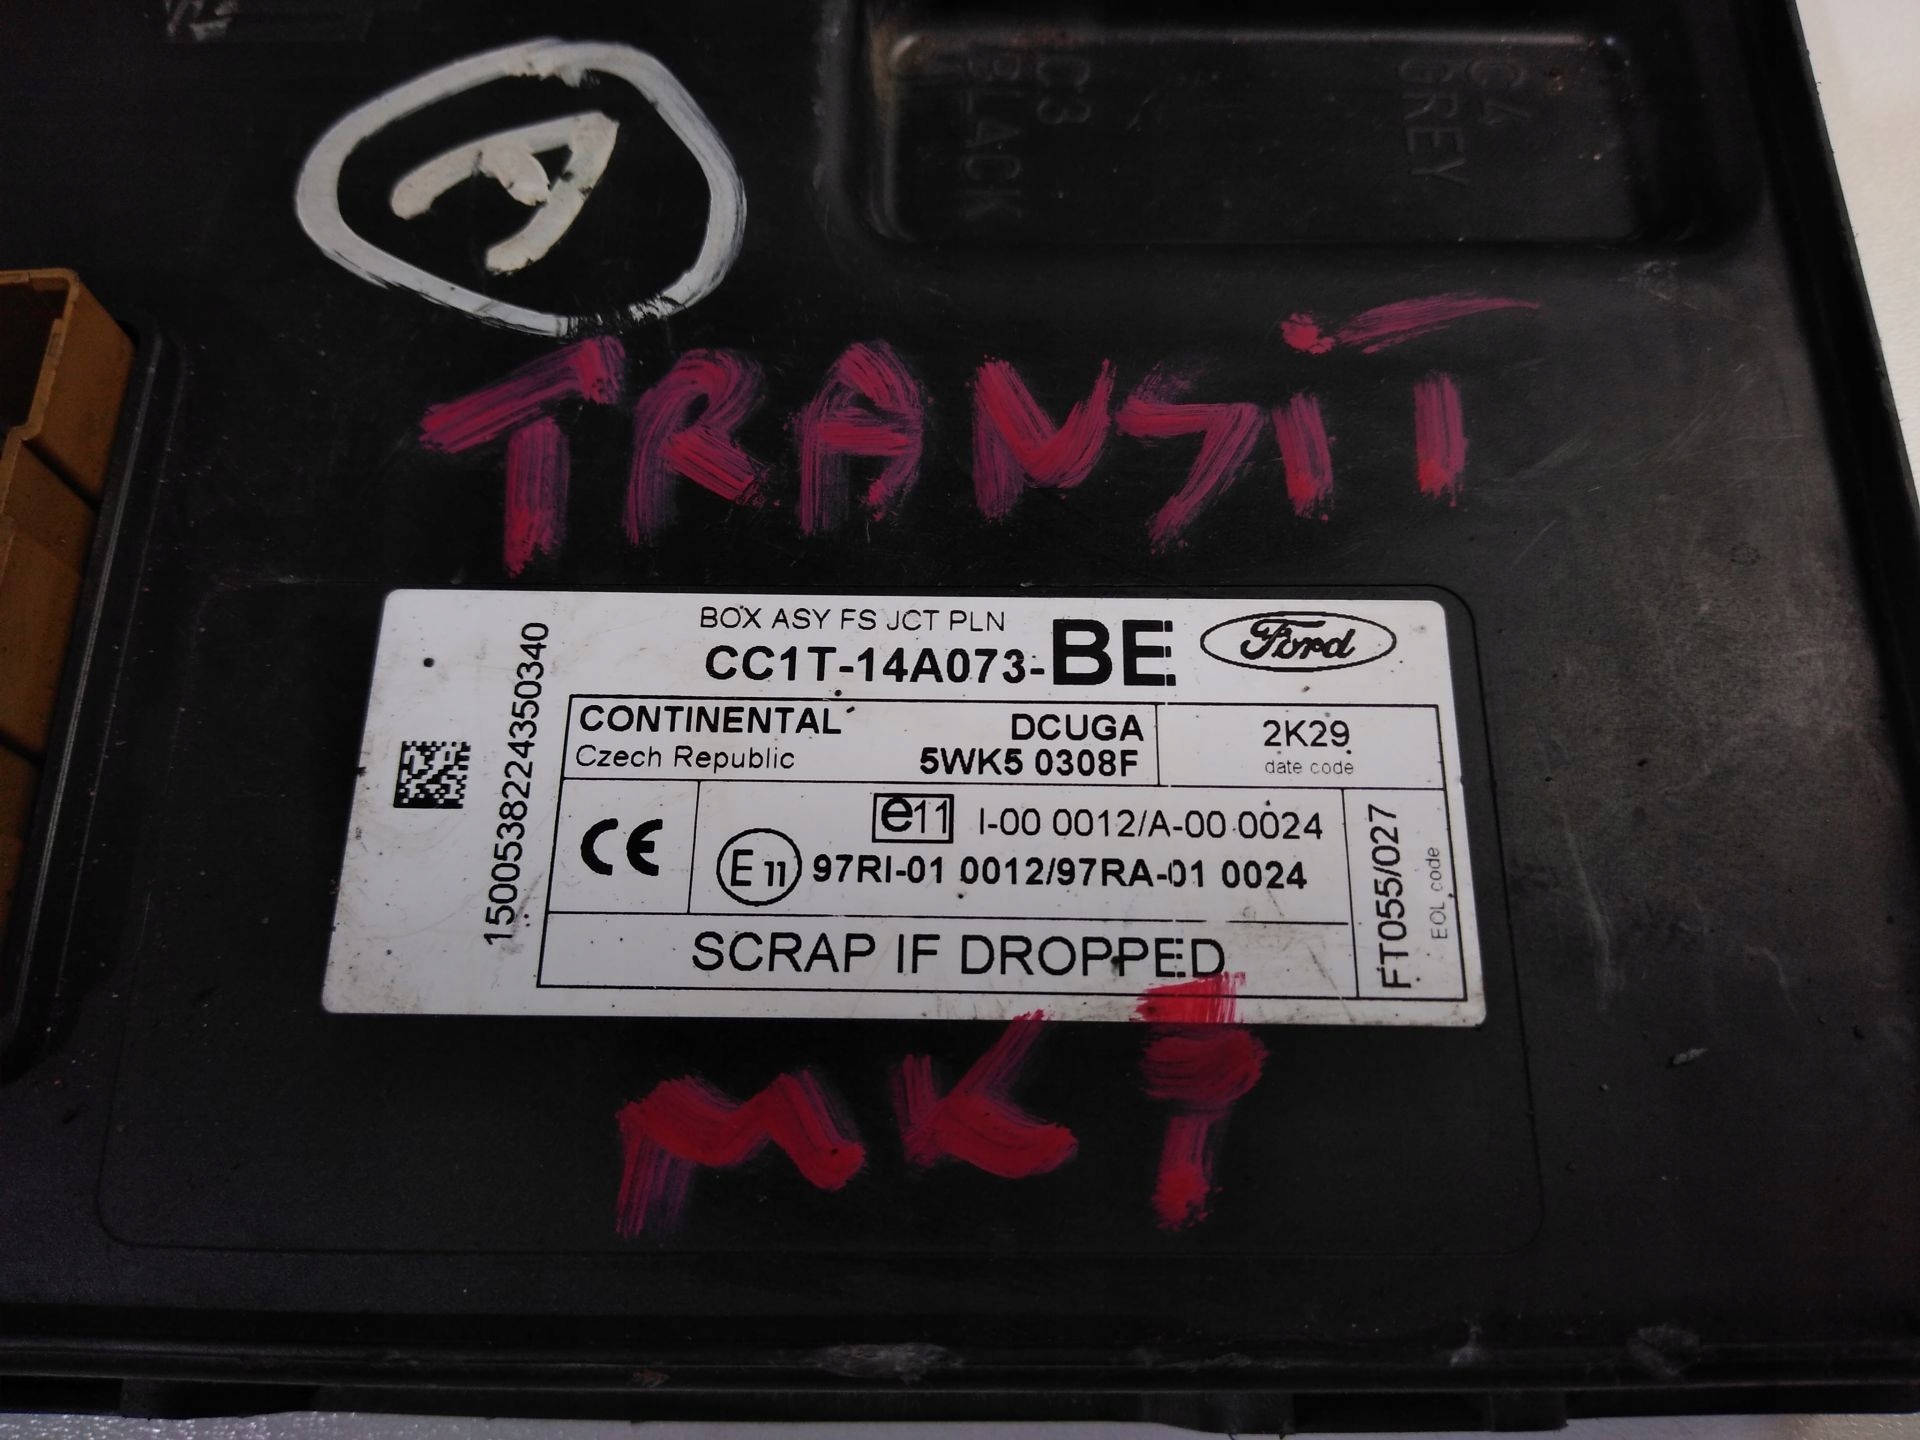 C3
BLACK
C4
GREY
A
TRANSiT
BOX ASY FS JCT PLN
CC1T-14A073-BE
Ford
1500538224350340
CONTINENTAL
Czech Republic
DCUGA
5WK5 0308F
2K29
date code
CE
e11 I-00 0012/A-00 0024
E11 97RI-01 0012/97RA-01 0024
FT055/027
EOL code
SCRAP IF DROPPED
MK7